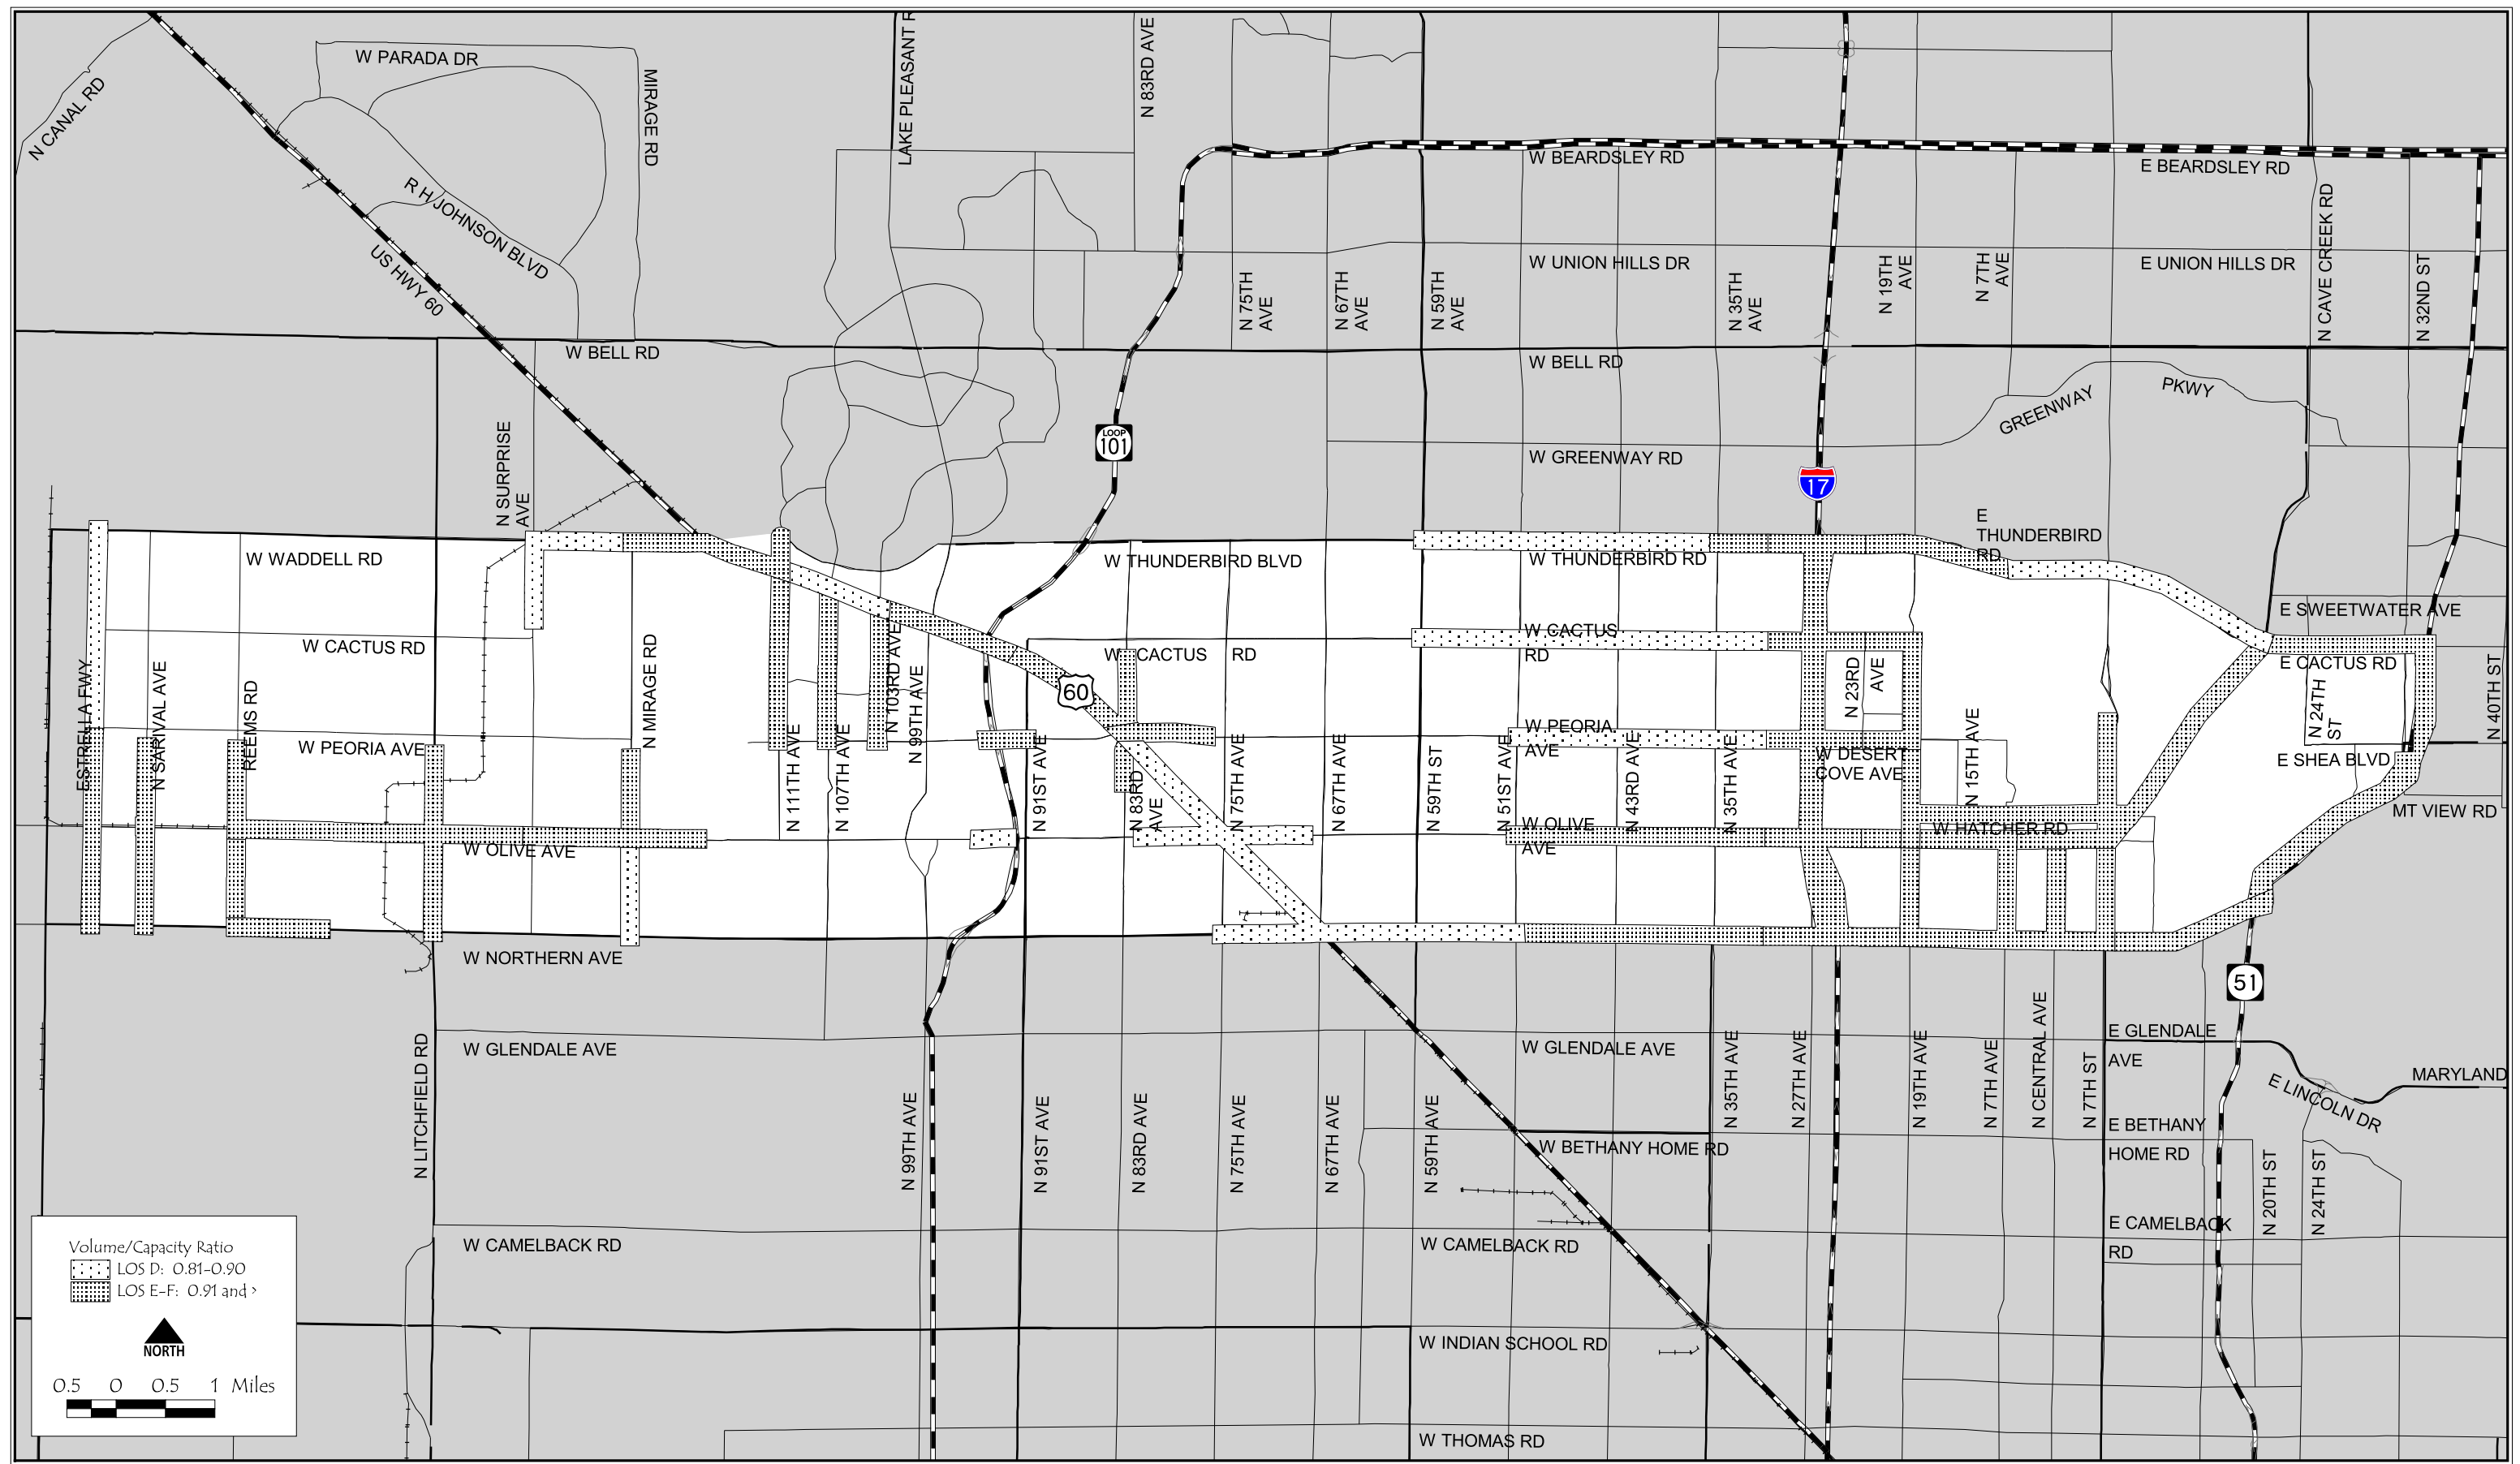 W PARADA DR
N CANAL RD
MIRAGE RD
R H JOHNSON BLVD
US HWY 60
LAKE PLEASANT R
N 83RD AVE
W BEARDSLEY RD
E BEARDSLEY RD
W UNION HILLS DR
E UNION HILLS DR
N 75TH
AVE
N 67TH
AVE
N 59TH
AVE
N 35TH
AVE
N 19TH
AVE
N 7TH
AVE
N CAVE CREEK RD
N 32ND ST
W BELL RD
W BELL RD
GREENWAY
PKWY
LOOP
101
W GREENWAY RD
17
N SURPRISE
AVE
E
THUNDERBIRD
RD
W WADDELL RD
W THUNDERBIRD BLVD
W THUNDERBIRD RD
E SWEETWATER AVE
W CACTUS RD
W CACTUS RD
W CACTUS
RD
E CACTUS RD
ESTRELLA FWY
N SARIVAL AVE
REEMS RD
N MIRAGE RD
N 103RD AVE
N 99TH AVE
60
N 23RD
AVE
N 24TH
ST
N 40TH ST
W PEORIA AVE
W PEORIA
AVE
W DESERT
COVE AVE
N 15TH AVE
E SHEA BLVD
N 111TH AVE
N 107TH AVE
N 91ST AVE
N 83RD
AVE
N 75TH AVE
N 67TH AVE
N 59TH ST
N 51ST AVE
N 43RD AVE
N 35TH AVE
MT VIEW RD
W OLIVE AVE
W OLIVE
AVE
W HATCHER RD
W NORTHERN AVE
51
N LITCHFIELD RD
W GLENDALE AVE
W GLENDALE AVE
E GLENDALE
AVE
N 35TH AVE
N 27TH AVE
N 19TH AVE
N 7TH AVE
N CENTRAL AVE
N 7TH ST
E LINCOLN DR
MARYLAND
N 99TH AVE
N 91ST AVE
N 83RD AVE
N 75TH AVE
N 67TH AVE
N 59TH AVE
W BETHANY HOME RD
E BETHANY
HOME RD
N 20TH ST
N 24TH ST
W CAMELBACK RD
W CAMELBACK RD
E CAMELBACK
RD
W INDIAN SCHOOL RD
W THOMAS RD
Volume/Capacity Ratio
LOS D: 0.81-0.90
LOS E-F: 0.91 and >
NORTH
0.5 0 0.5 1 Miles